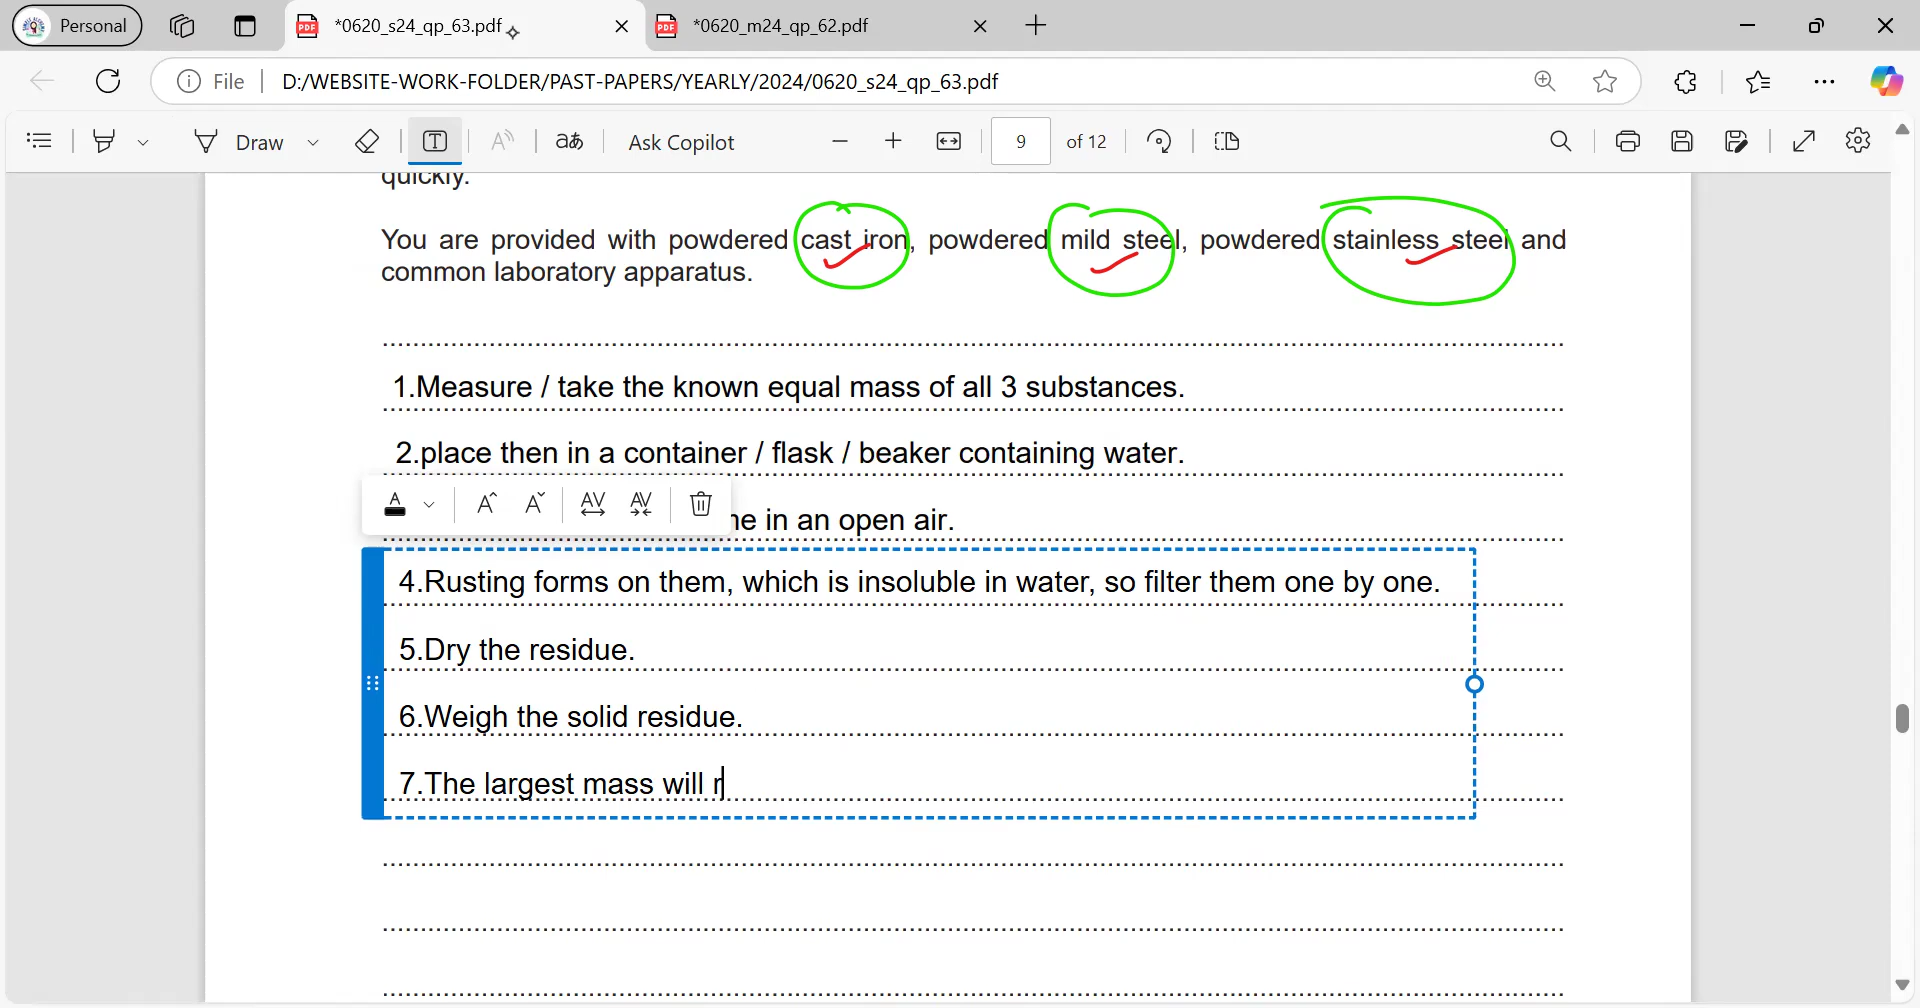 Personal
*0620_s24_qp_63.pdf
*0620_m24_qp_62.pdf
File
D:/WEBSITE-WORK-FOLDER/PAST-PAPERS/YEARLY/2024/0620_s24_qp_63.pdf
Draw
aあ
Ask Copilot
9 of 12
quickly.
You are provided with powdered cast iron, powdered mild steel, powdered stainless steel and
common laboratory apparatus.
1.Measure / take the known equal mass of all 3 substances.
2.place then in a container / flask / beaker containing water.
in an open air.
4.Rusting forms on them, which is insoluble in water, so filter them one by one.
5.Dry the residue.
6.Weigh the solid residue.
7.The largest mass will r